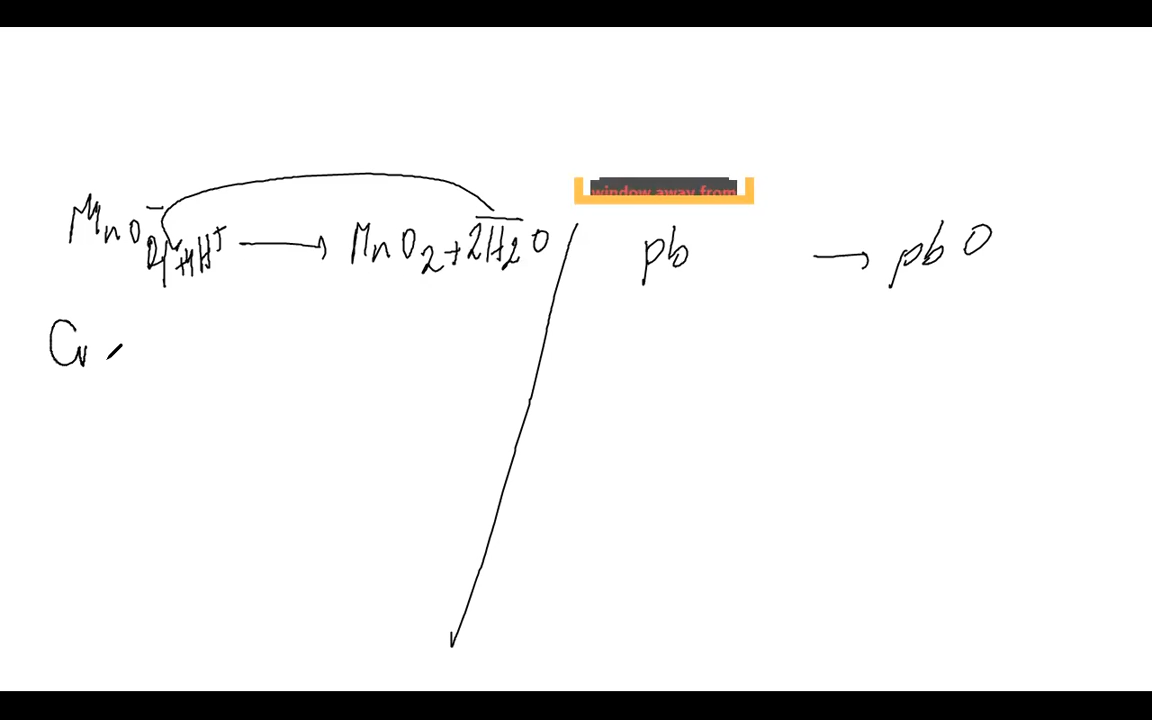 window away from
MnO₄⁻ + 4H⁺ → MnO₂ + 2H₂O
pb → pbO
Cr